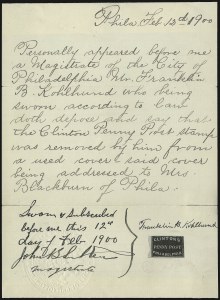 Phila Feb 12th 1900
Personally appeared before me
a Magistrate of the City of
Philadelphia Mr. Franklin
B. Kohlhund who being
sworn according to law
doth depose and say that
the Clinton Penny Post stamp
was removed by him from
a used cover said cover
being addressed to Mrs.
Blackburn of Phila.
Sworn & Subscribed
before me this 12th
day of Feby 1900
magistrate
Franklin B. Kohlhund
CLINTON'S
PENNY POST
PHILADELPHIA